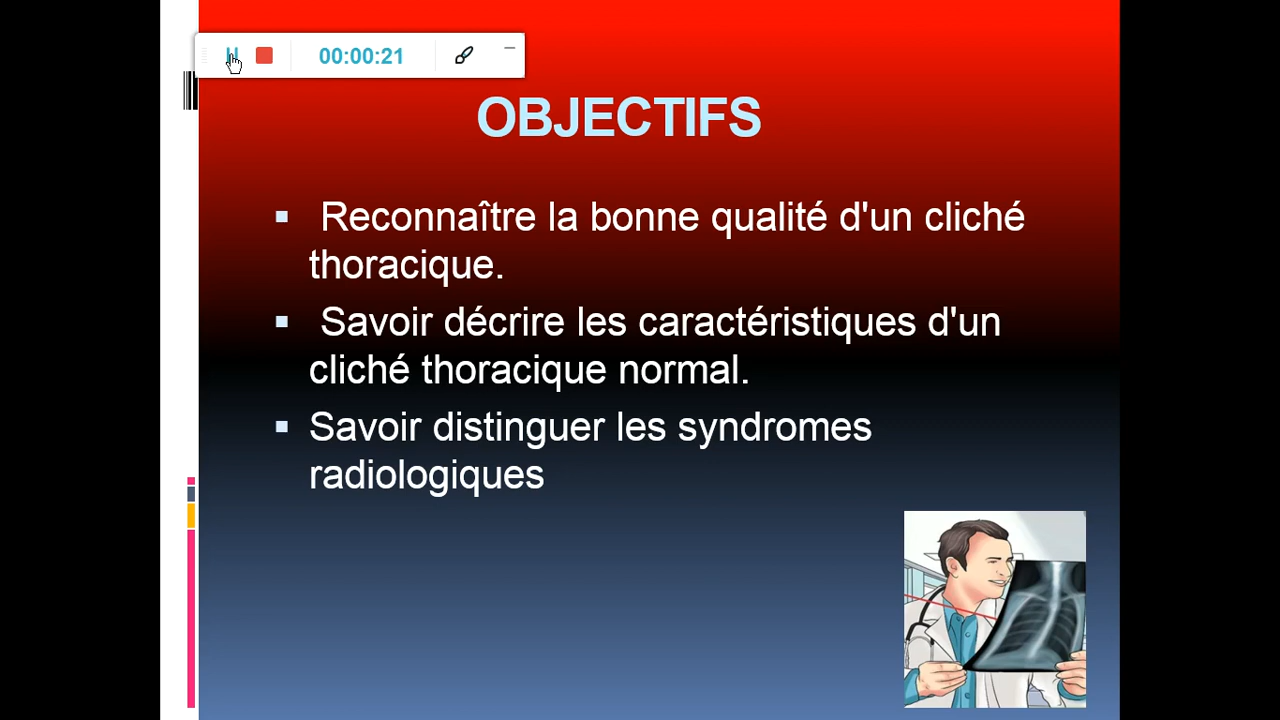 00:00:21
OBJECTIFS
▪ Reconnaître la bonne qualité d'un cliché
thoracique.
▪ Savoir décrire les caractéristiques d'un
cliché thoracique normal.
▪ Savoir distinguer les syndromes
radiologiques